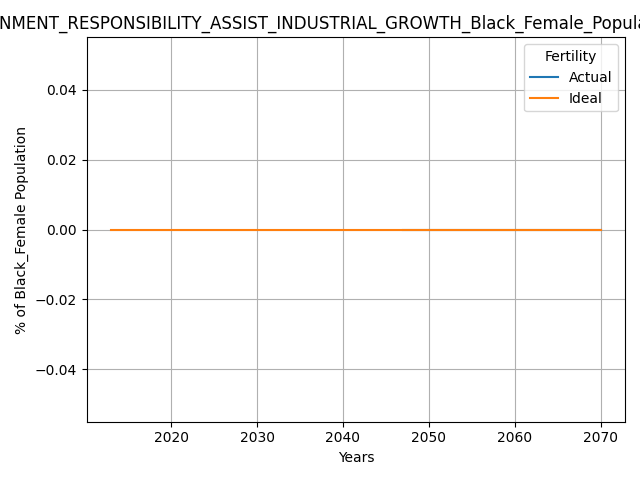 NMENT_RESPONSIBILITY_ASSIST_INDUSTRIAL_GROWTH_Black_Female_Popula
Fertility
Actual
Ideal
0.04
0.02
0.00
−0.02
−0.04
% of Black_Female Population
2020 2030 2040 2050 2060 2070
Years